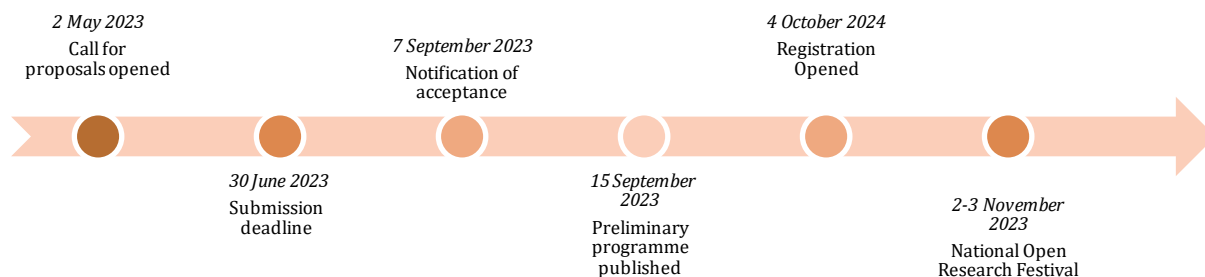 2 May 2023
Call for
proposals opened
30 June 2023
Submission
deadline
7 September 2023
Notification of
acceptance
15 September
2023
Preliminary
programme
published
4 October 2024
Registration
Opened
2-3 November
2023
National Open
Research Festival